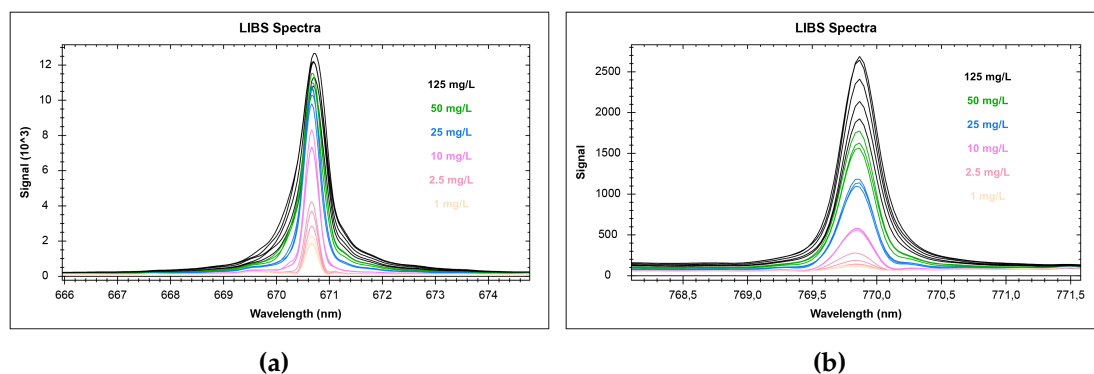 LIBS Spectra
12
10
8
6
4
2
0
Signal (10^3)
125 mg/L
50 mg/L
25 mg/L
10 mg/L
2.5 mg/L
1 mg/L
666 667 668 669 670 671 672 673 674
Wavelength (nm)
(a)
LIBS Spectra
2500
2000
1500
1000
500
0
Signal
125 mg/L
50 mg/L
25 mg/L
10 mg/L
2.5 mg/L
1 mg/L
768,5 769,0 769,5 770,0 770,5 771,0 771,5
Wavelength (nm)
(b)